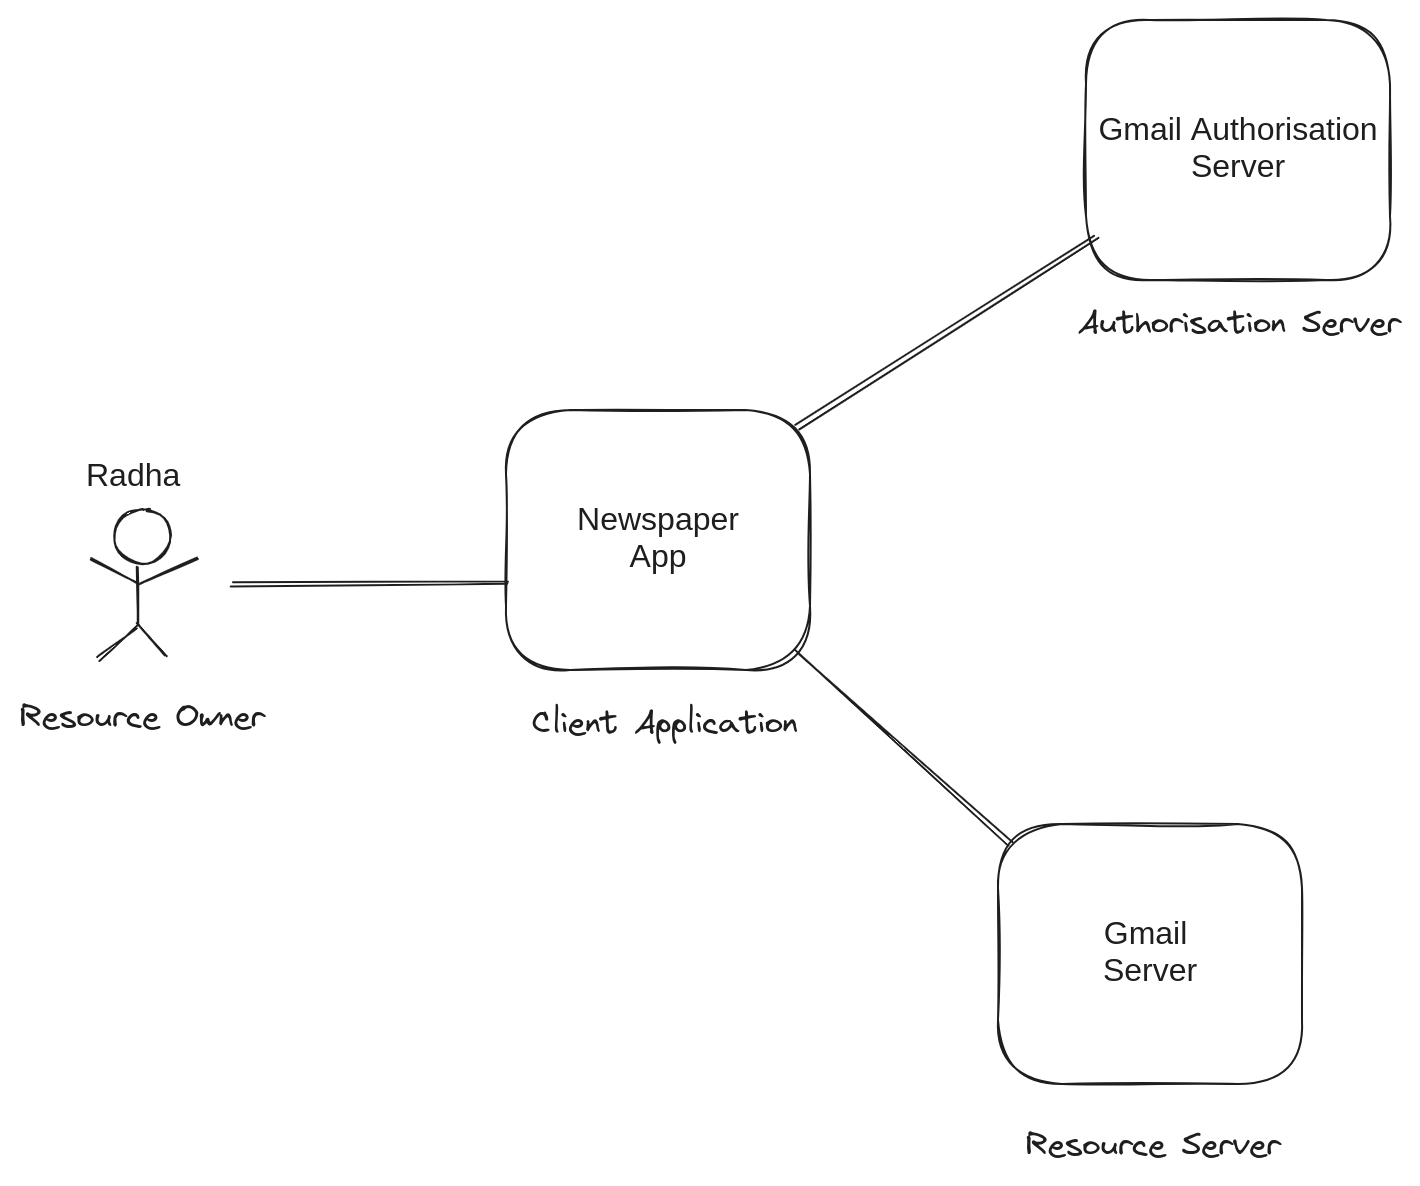 Gmail Authorisation
Server
Authorisation Server
Radha
Resource Owner
Newspaper
App
Client Application
Gmail
Server
Resource Server